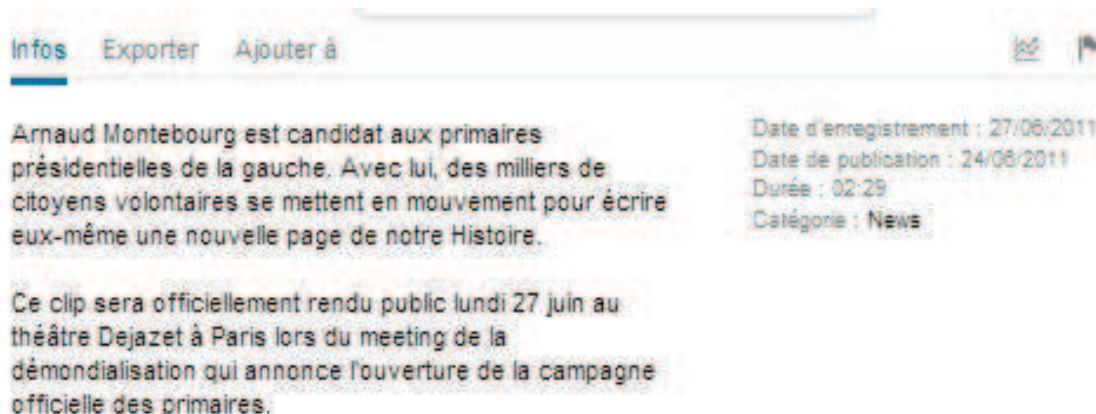 Infos Exporter Ajouter à
Arnaud Montebourg est candidat aux primaires
présidentielles de la gauche. Avec lui, des milliers de
citoyens volontaires se mettent en mouvement pour écrire
eux-même une nouvelle page de notre Histoire.
Ce clip sera officiellement rendu public lundi 27 juin au
théâtre Dejazet à Paris lors du meeting de la
démondialisation qui annonce l'ouverture de la campagne
officielle des primaires.
Date d'enregistrement : 27/06/2011
Date de publication : 24/06/2011
Durée : 02:29
Catégorie : News